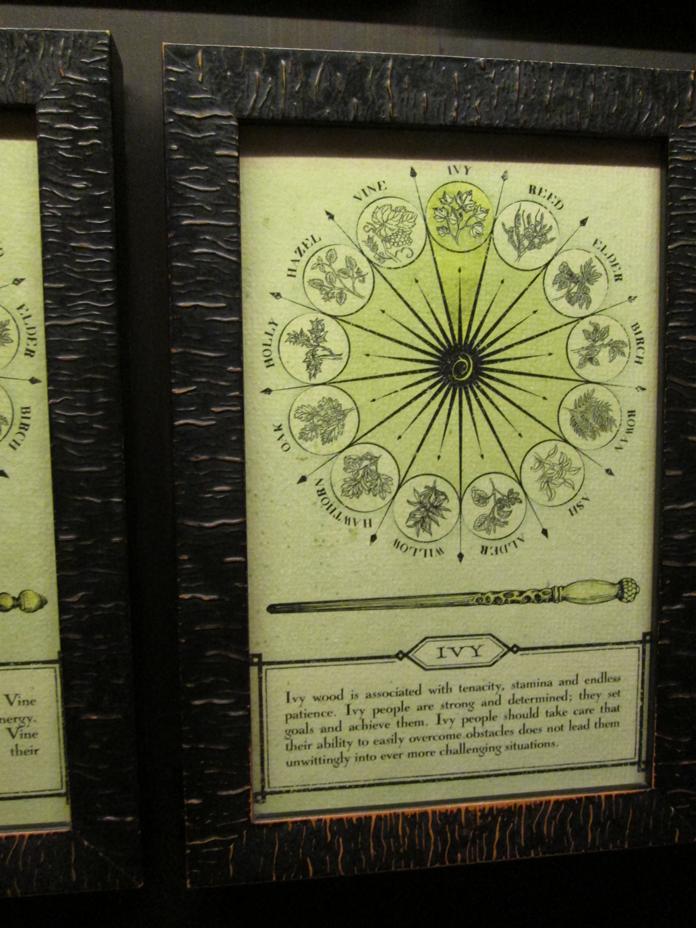 ELDER
BIRCH
Vine
nergy.
Vine
their
IVY
REED
ELDER
BIRCH
ROWAN
ASH
ALDER
WILLOW
HAWTHORN
OAK
HOLLY
HAZEL
VINE
IVY
Ivy wood is associated with tenacity, stamina and endless
patience. Ivy people are strong and determined; they set
goals and achieve them. Ivy people should take care that
their ability to easily overcome obstacles does not lead them
unwittingly into ever more challenging situations.